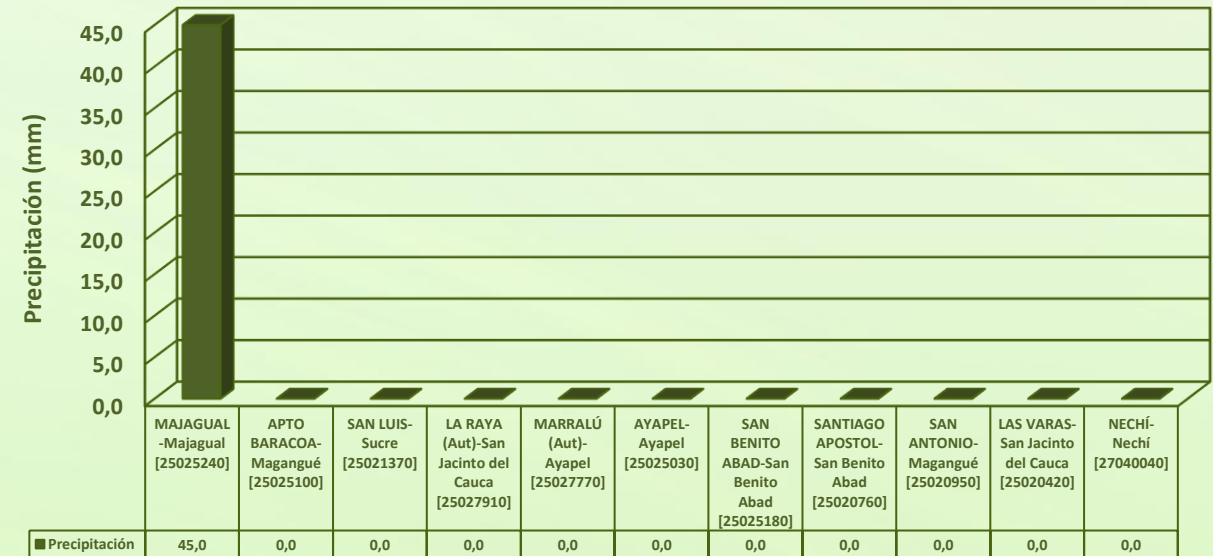 Precipitación (mm)
45,0
40,0
35,0
30,0
25,0
20,0
15,0
10,0
5,0
0,0
MAJAGUAL
-Majagual
[25025240]
APTO
BARACOA-
Magangué
[25025100]
SAN LUIS-
Sucre
[25021370]
LA RAYA
(Aut)-San
Jacinto del
Cauca
[25027910]
MARRALÚ
(Aut)-
Ayapel
[25027770]
AYAPEL-
Ayapel
[25025030]
SAN
BENITO
ABAD-San
Benito
Abad
[25025180]
SANTIAGO
APOSTOL-
San Benito
Abad
[25020760]
SAN
ANTONIO-
Magangué
[25020950]
LAS VARAS-
San Jacinto
del Cauca
[25020420]
NECHÍ-
Nechí
[27040040]
Precipitación 45,0 0,0 0,0 0,0 0,0 0,0 0,0 0,0 0,0 0,0 0,0